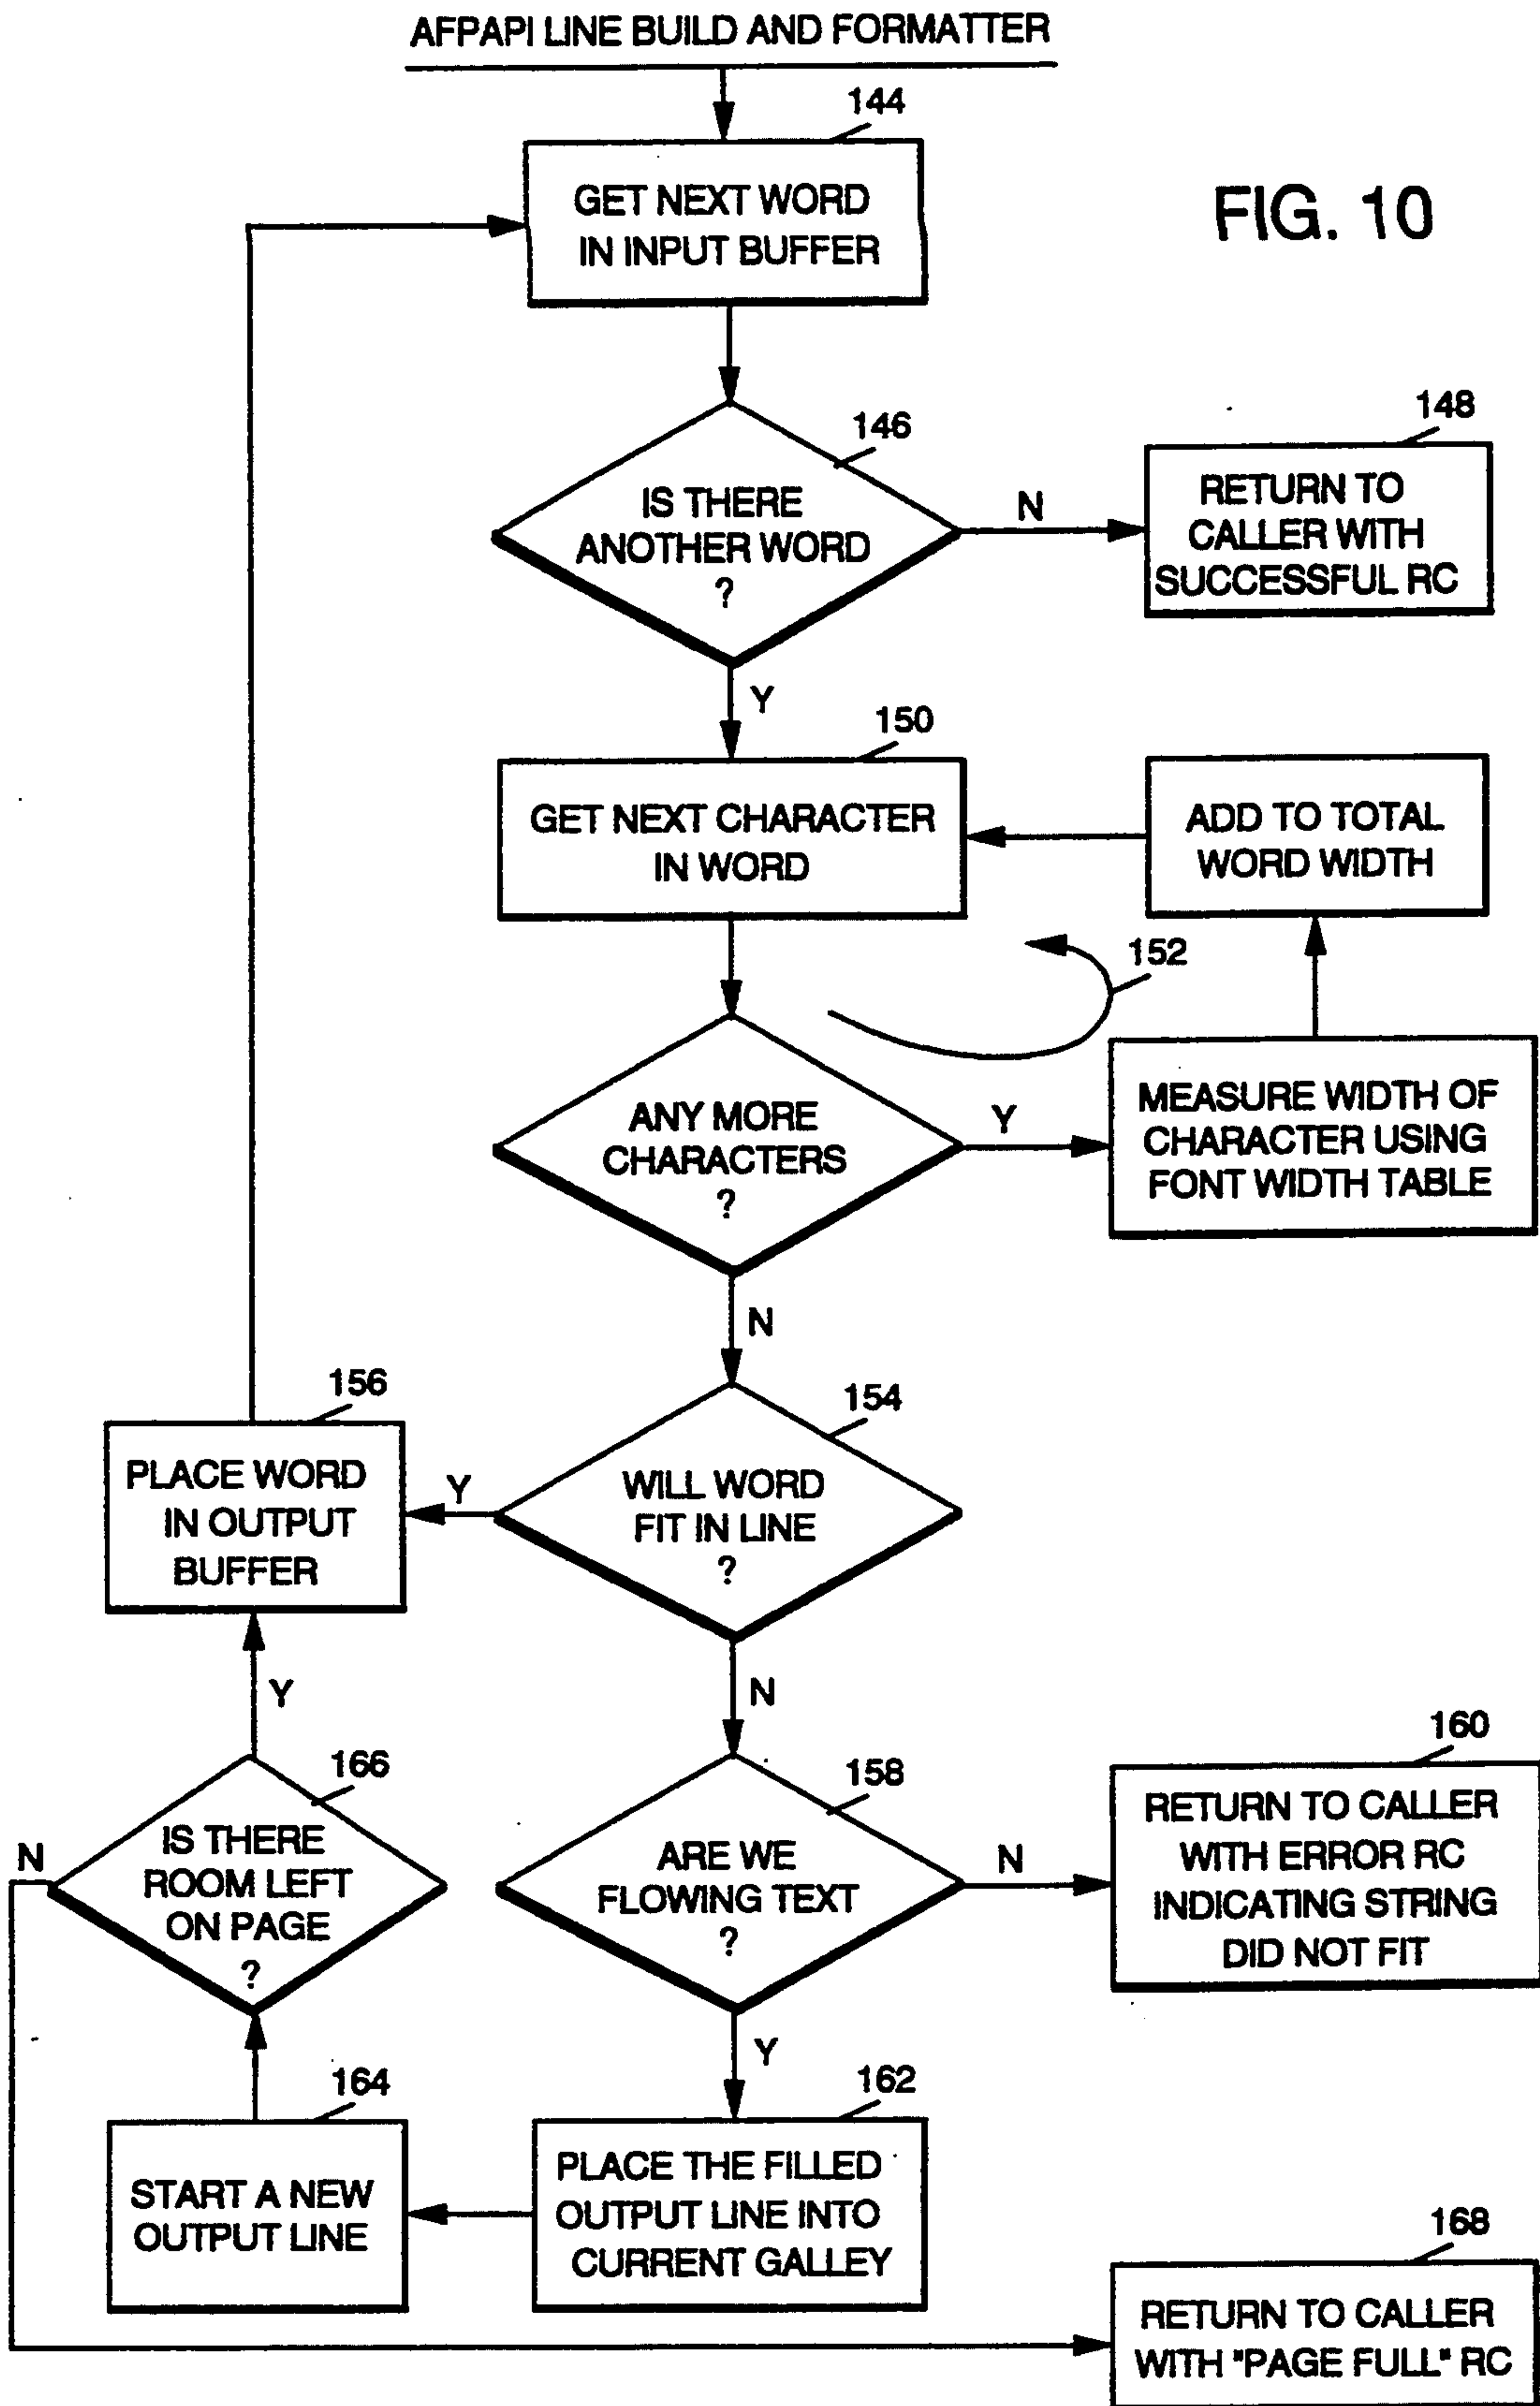 AFPAPI LINE BUILD AND FORMATTER
144
GET NEXT WORD
IN INPUT BUFFER
FIG. 10
146
IS THERE
ANOTHER WORD
?
N
148
RETURN TO
CALLER WITH
SUCCESSFUL RC
Y
150
GET NEXT CHARACTER
IN WORD
ADD TO TOTAL
WORD WIDTH
152
ANY MORE
CHARACTERS
?
Y
MEASURE WIDTH OF
CHARACTER USING
FONT WIDTH TABLE
N
156
PLACE WORD
IN OUTPUT
BUFFER
Y
154
WILL WORD
FIT IN LINE
?
N
Y
166
IS THERE
ROOM LEFT
ON PAGE
?
N
158
ARE WE
FLOWING TEXT
?
N
160
RETURN TO CALLER
WITH ERROR RC
INDICATING STRING
DID NOT FIT
Y
164
START A NEW
OUTPUT LINE
162
PLACE THE FILLED
OUTPUT LINE INTO
CURRENT GALLEY
168
RETURN TO CALLER
WITH "PAGE FULL" RC